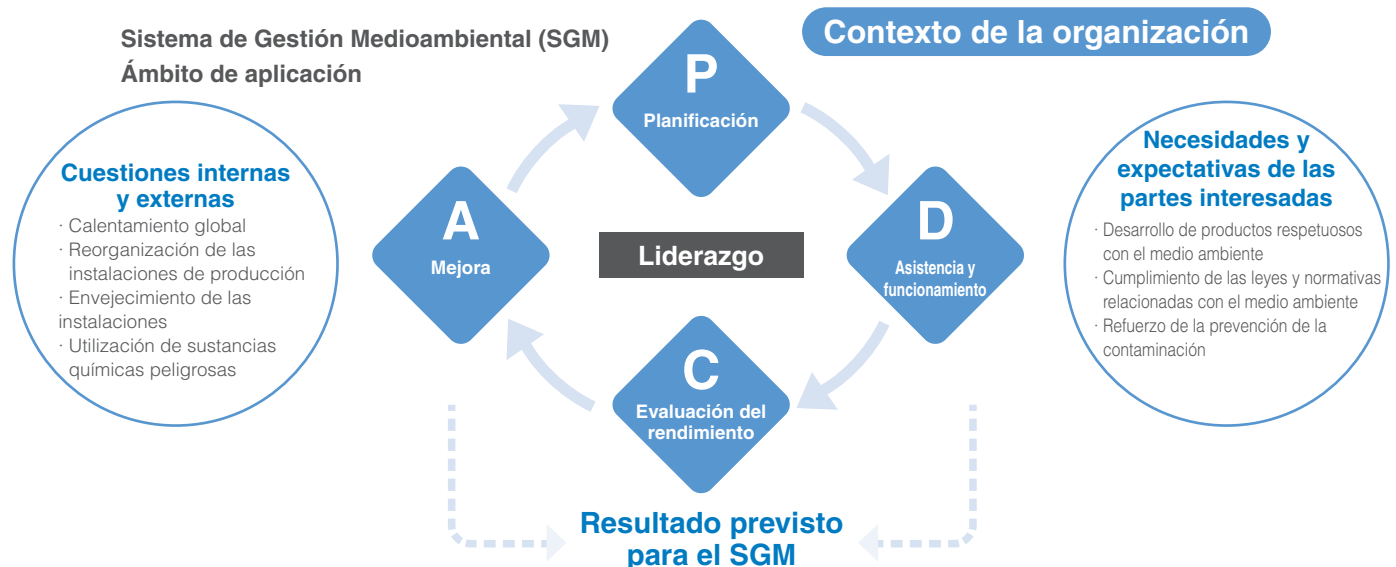 Sistema de Gestión Medioambiental (SGM)
Ámbito de aplicación
Contexto de la organización
Cuestiones internas
y externas
· Calentamiento global
· Reorganización de las
instalaciones de producción
· Envejecimiento de las
instalaciones
· Utilización de sustancias
químicas peligrosas
P
Planificación
A
Mejora
Liderazgo
D
Asistencia y
funcionamiento
C
Evaluación del
rendimiento
Necesidades y
expectativas de las
partes interesadas
· Desarrollo de productos respetuosos
con el medio ambiente
· Cumplimiento de las leyes y normativas
relacionadas con el medio ambiente
· Refuerzo de la prevención de la
contaminación
Resultado previsto
para el SGM